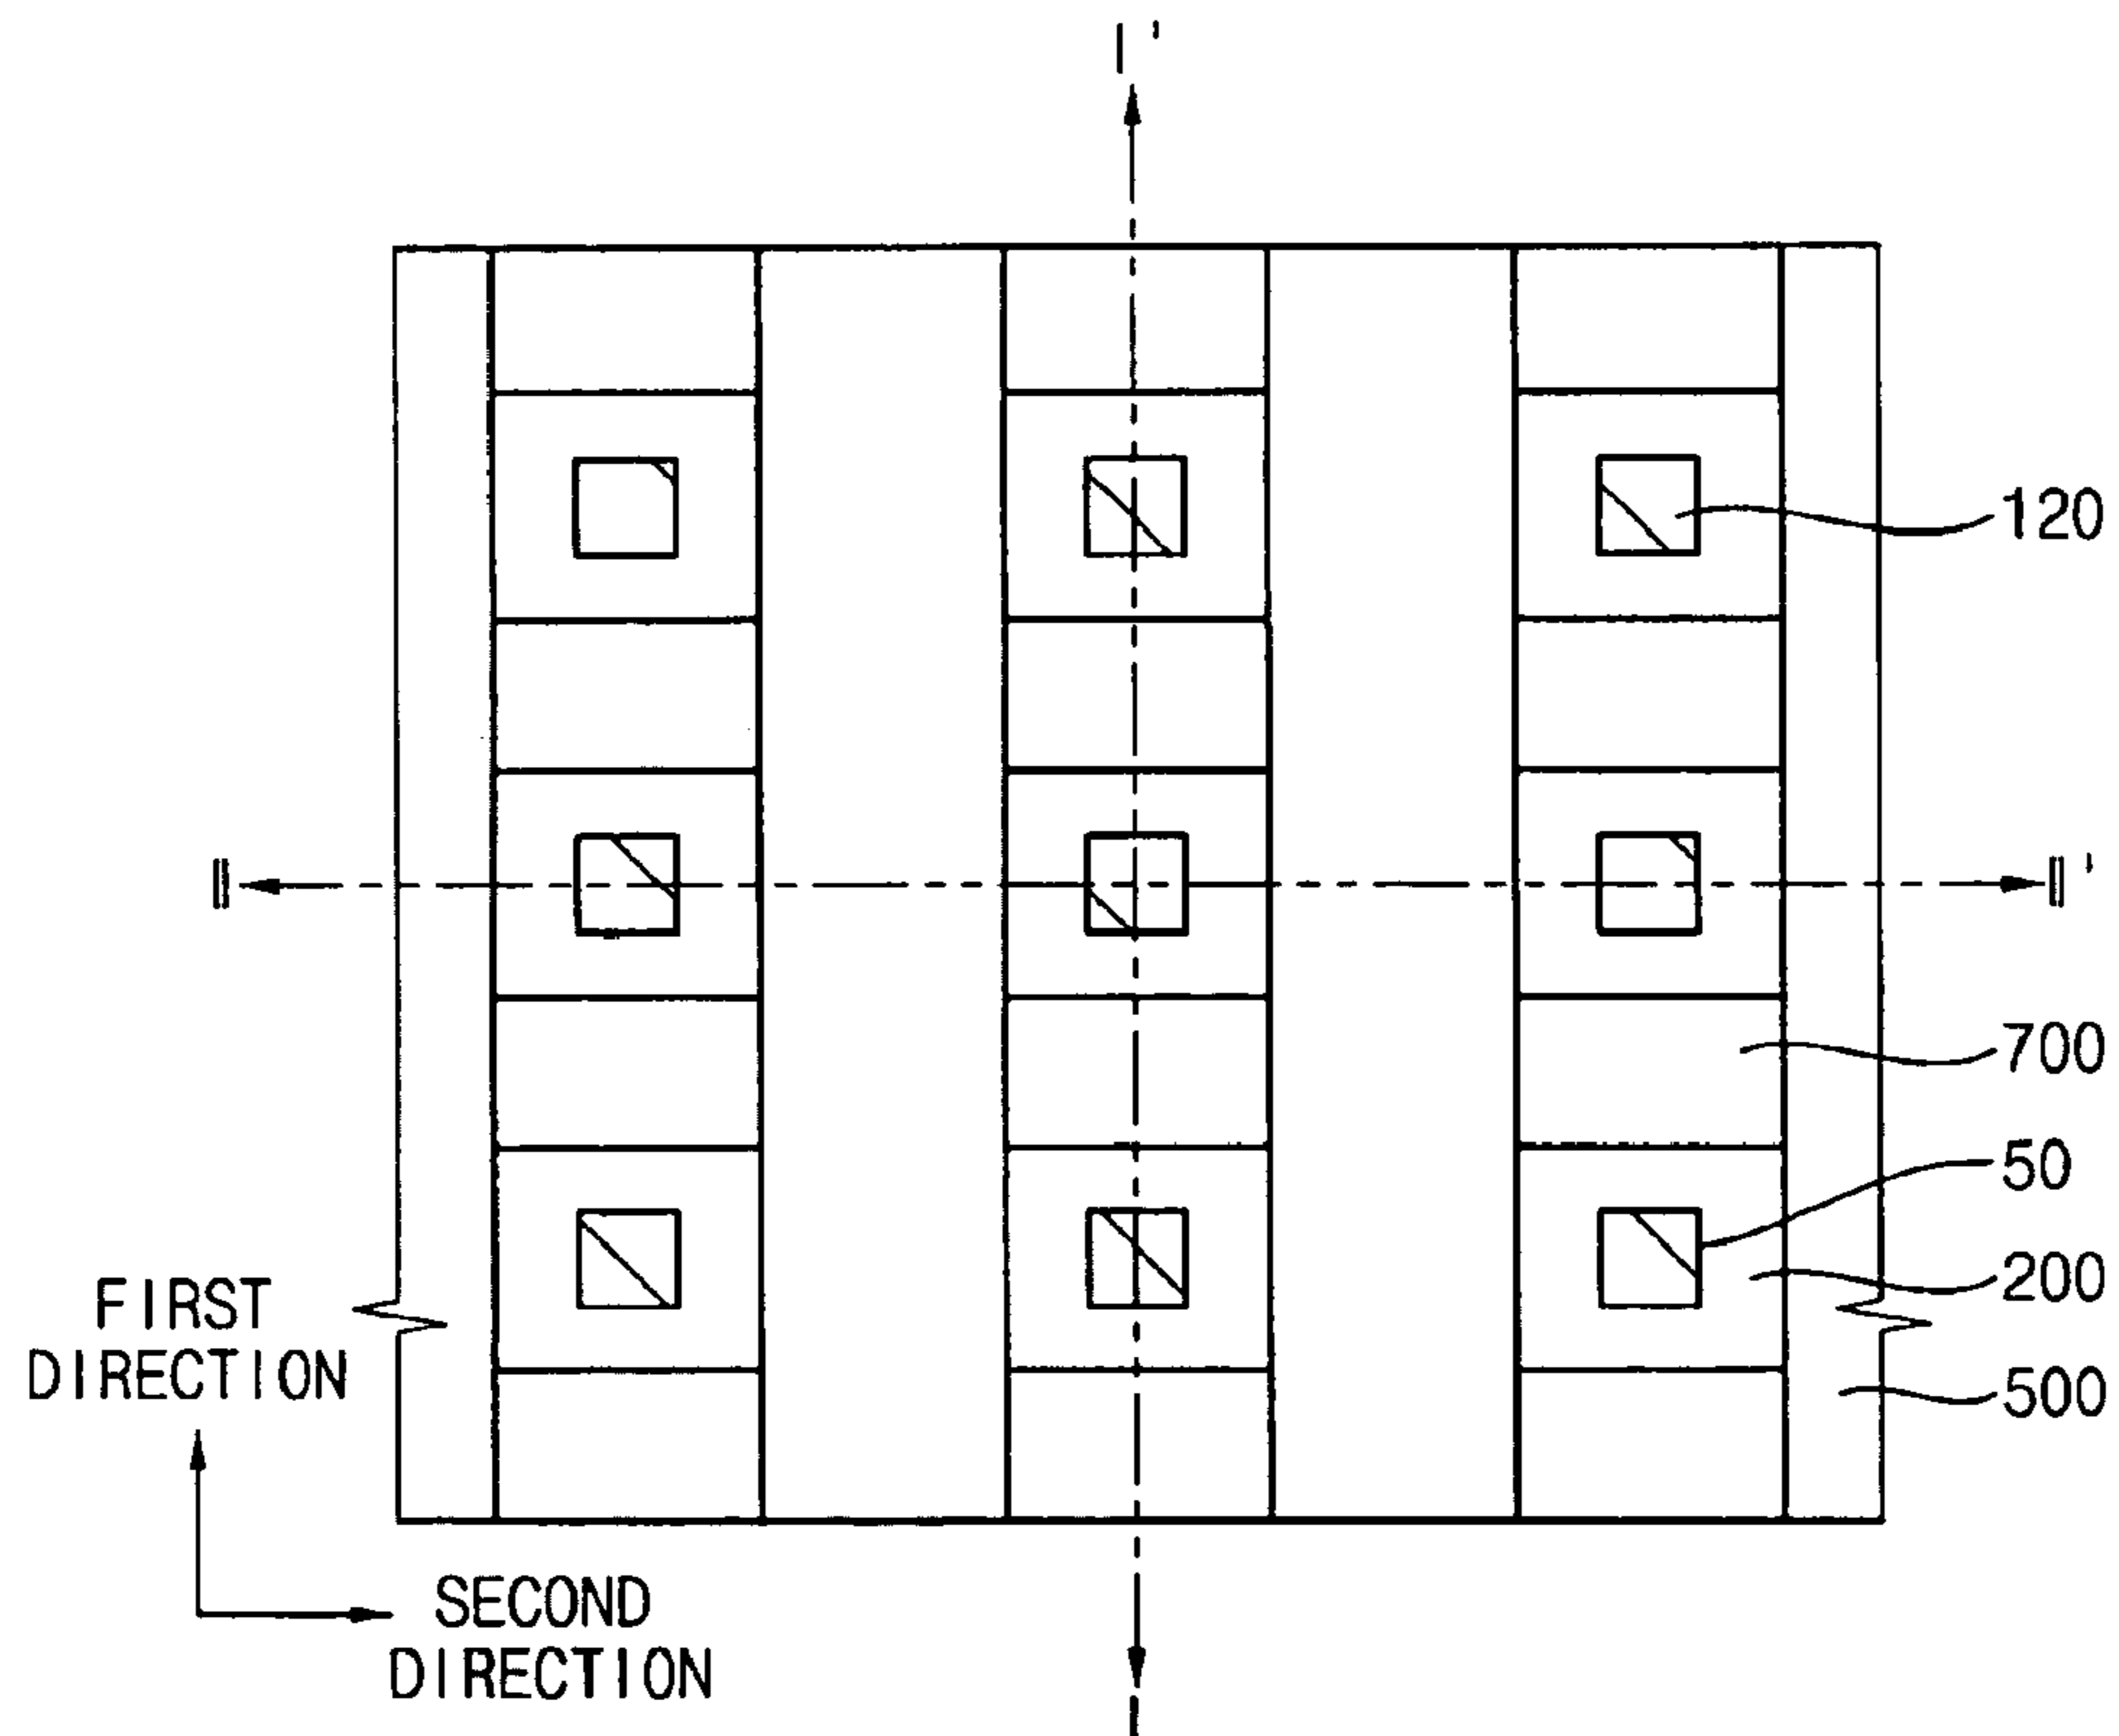 I'
120
II
II'
700
50
200
500
FIRST
DIRECTION
SECOND
DIRECTION
I